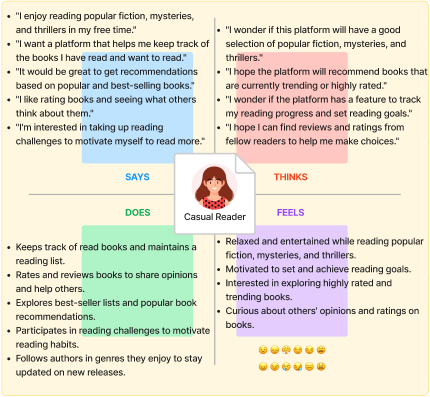 • "I enjoy reading popular fiction, mysteries,
and thrillers in my free time."
• "I want a platform that helps me keep track of
the books I have read and want to read."
• "It would be great to get recommendations
based on popular and best-selling books."
• "I like rating books and seeing what others
think about them."
• "I'm interested in taking up reading
challenges to motivate myself to read more."
• "I wonder if this platform will have a good
selection of popular fiction, mysteries, and
thrillers."
• "I hope the platform will recommend books that
are currently trending or highly rated."
• "I wonder if the platform has a feature to track
my reading progress and set reading goals."
• "I hope I can find reviews and ratings from
fellow readers to help me make choices."
SAYS
THINKS
Casual Reader
DOES
FEELS
• Keeps track of read books and maintains a
reading list.
• Rates and reviews books to share opinions
and help others.
• Explores best-seller lists and popular book
recommendations.
• Participates in reading challenges to motivate
reading habits.
• Follows authors in genres they enjoy to stay
updated on new releases.
• Relaxed and entertained while reading popular
fiction, mysteries, and thrillers.
• Motivated to set and achieve reading goals.
• Interested in exploring highly rated and
trending books.
• Curious about others' opinions and ratings on
books.